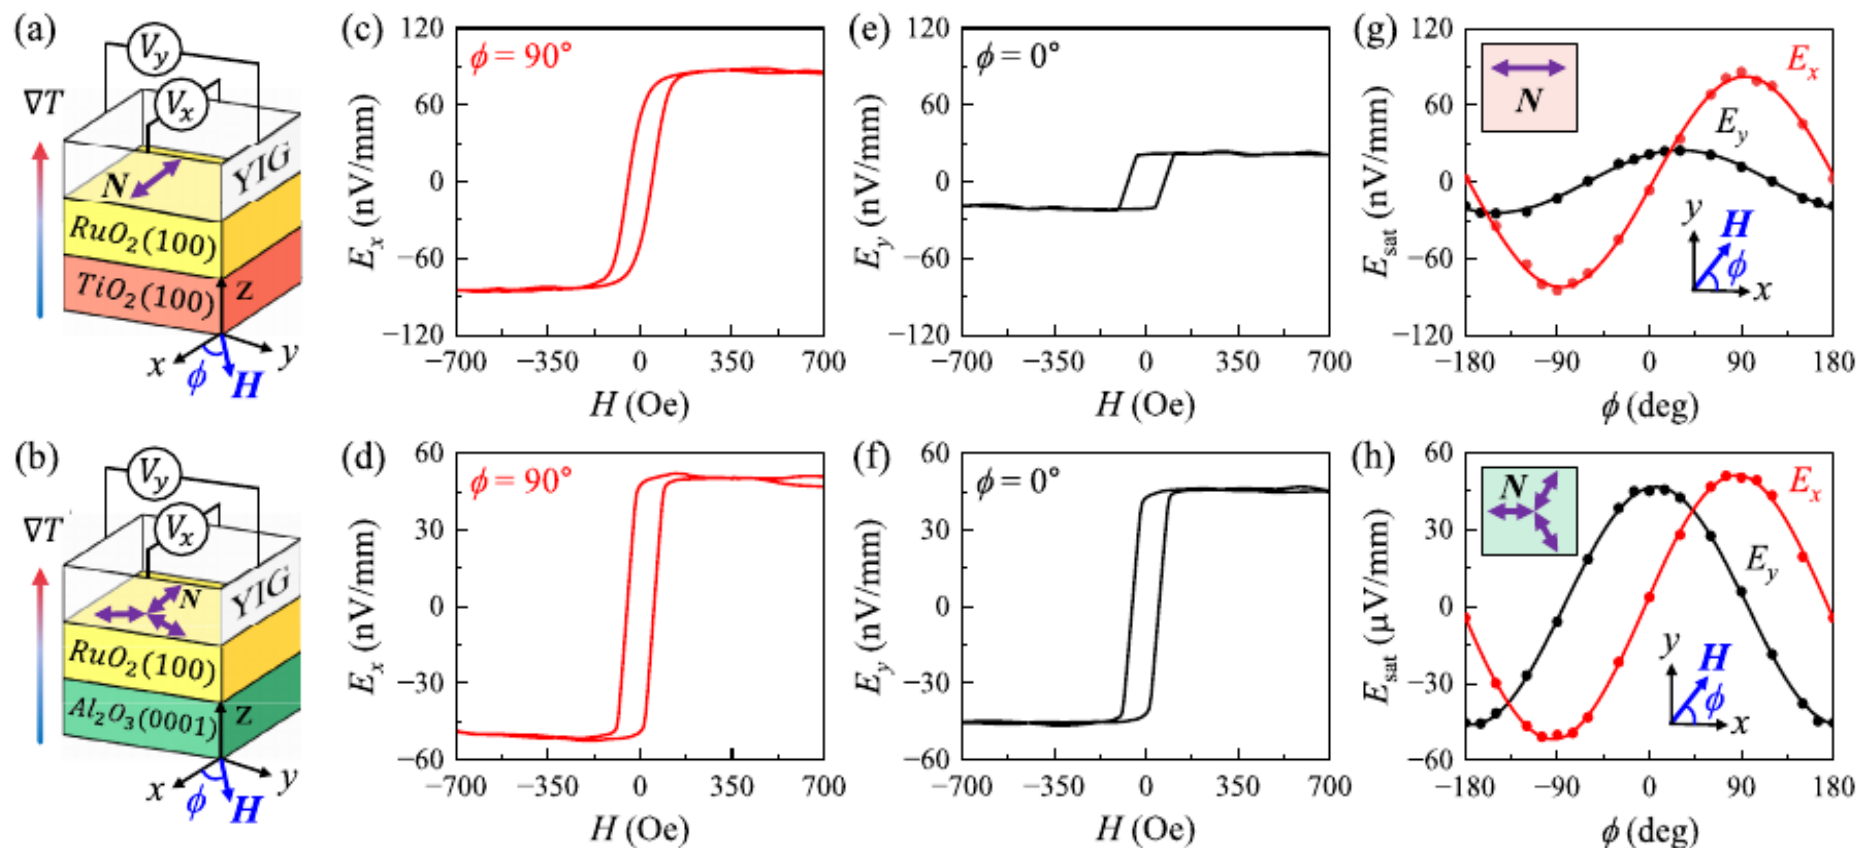 (a)
V_y
V_x
∇T
N
YIG
RuO₂(100)
TiO₂(100)
z
x
ϕ
H
y
(c)
120
60
0
−60
−120
E_x (nV/mm)
ϕ = 90°
−700
−350
0
350
700
H (Oe)
(e)
120
60
0
−60
−120
E_y (nV/mm)
ϕ = 0°
−700
−350
0
350
700
H (Oe)
(g)
120
60
0
−60
−120
E_sat (nV/mm)
N
E_x
E_y
y
H
ϕ
x
−180
−90
0
90
180
ϕ (deg)
(b)
V_y
V_x
∇T
N
YIG
RuO₂(100)
Al₂O₃(0001)
z
x
ϕ
H
y
(d)
60
30
0
−30
−60
E_x (nV/mm)
ϕ = 90°
−700
−350
0
350
700
H (Oe)
(f)
60
30
0
−30
−60
E_y (nV/mm)
ϕ = 0°
−700
−350
0
350
700
H (Oe)
(h)
60
30
0
−30
−60
E_sat (μV/mm)
N
E_x
E_y
y
H
ϕ
x
−180
−90
0
90
180
ϕ (deg)